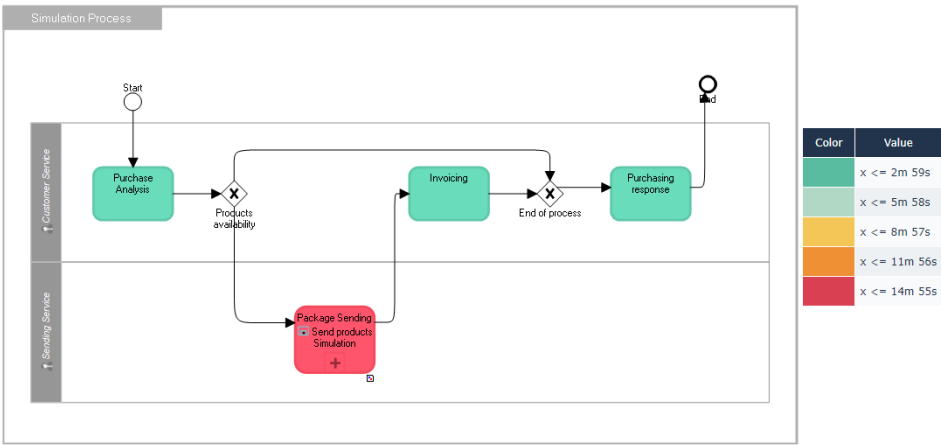 Simulation Process
Start
End
Customer Service
Purchase
Analysis
Products
availability
Invoicing
End of process
Purchasing
response
Sending Service
Package Sending
Send products
Simulation
Color Value
x <= 2m 59s
x <= 5m 58s
x <= 8m 57s
x <= 11m 56s
x <= 14m 55s